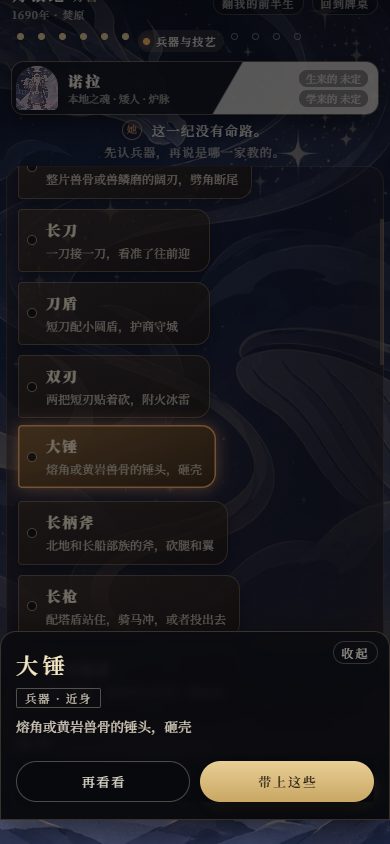 1690年 · 焚原
翻我的前半生
回到牌桌
兵器与技艺
诺拉
本地之魂 · 矮人 · 炉脉
生来的 未定
学来的 未定
她 这一纪没有命路。
先认兵器，再说是哪一家教的。
整片兽骨或兽鳞磨的阔刃，劈角断尾
长刀
一刀接一刀，看准了往前迎
刀盾
短刀配小圆盾，护商守城
双刃
两把短刃贴着砍，附火冰雷
大锤
熔角或黄岩兽骨的锤头，砸壳
长柄斧
北地和长船部族的斧，砍腿和翼
长枪
配塔盾站住，骑马冲，或者投出去
大锤
收起
兵器 · 近身
熔角或黄岩兽骨的锤头，砸壳
再看看
带上这些